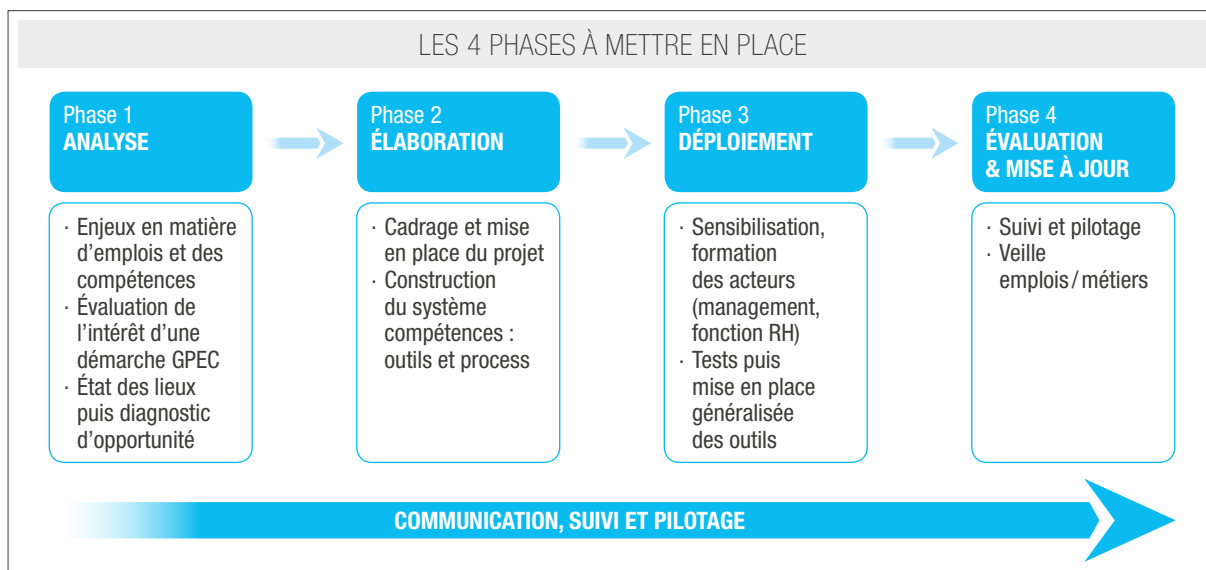 LES 4 PHASES À METTRE EN PLACE
Phase 1
ANALYSE
· Enjeux en matière
d’emplois et des
compétences
· Évaluation de
l’intérêt d’une
démarche GPEC
· État des lieux
puis diagnostic
d’opportunité
Phase 2
ÉLABORATION
· Cadrage et mise
en place du projet
· Construction
du système
compétences :
outils et process
Phase 3
DÉPLOIEMENT
· Sensibilisation,
formation
des acteurs
(management,
fonction RH)
· Tests puis
mise en place
généralisée
des outils
Phase 4
ÉVALUATION
& MISE À JOUR
· Suivi et pilotage
· Veille
emplois / métiers
COMMUNICATION, SUIVI ET PILOTAGE